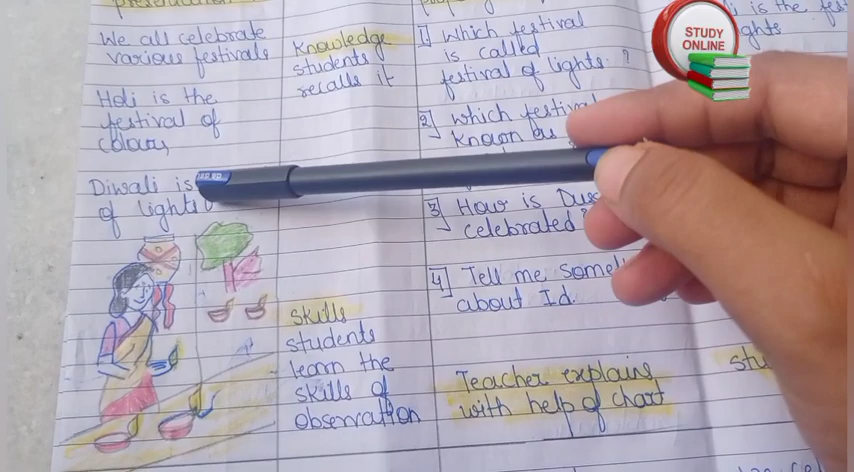 presentation
We all celebrate
various festivals
Holi is the
festival of
colours
Diwali is
of lights
Knowledge
students
recalls it
Skills
students
learn the
skills of
observation
1] Which festival
is called
festival of lights ?
2] Which festival
Known by
3] How is
celebrated ?
4] Tell me
about Id.
Teacher explains
with help of chart
is the
STUDY
ONLINE